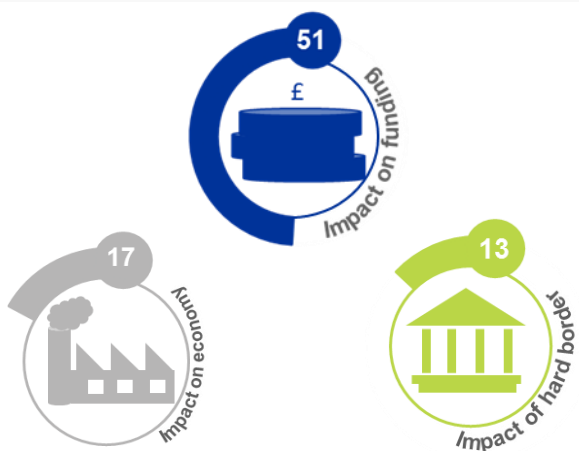 51
£
Impact on funding
17
Impact on economy
13
Impact of hard border